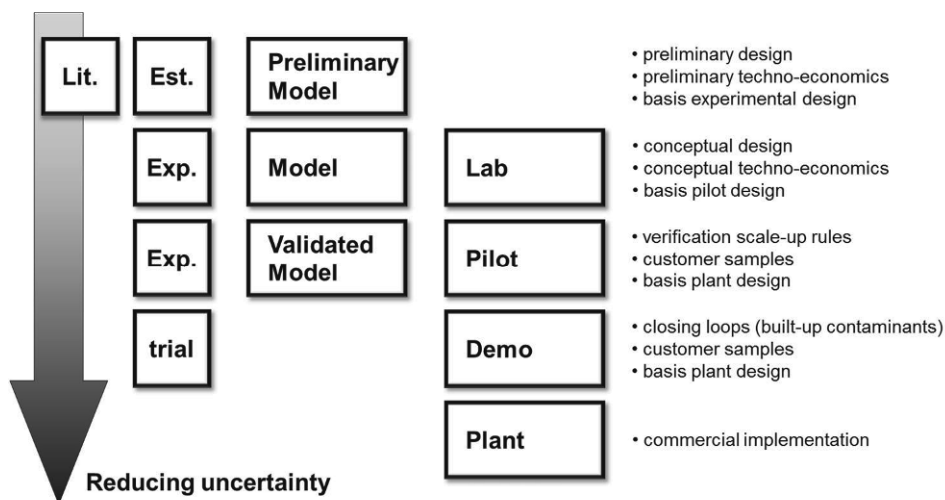 Lit.
Est.
Preliminary
Model
• preliminary design
• preliminary techno-economics
• basis experimental design
Exp.
Model
Lab
• conceptual design
• conceptual techno-economics
• basis pilot design
Exp.
Validated
Model
Pilot
• verification scale-up rules
• customer samples
• basis plant design
trial
Demo
• closing loops (built-up contaminants)
• customer samples
• basis plant design
Plant
• commercial implementation
Reducing uncertainty